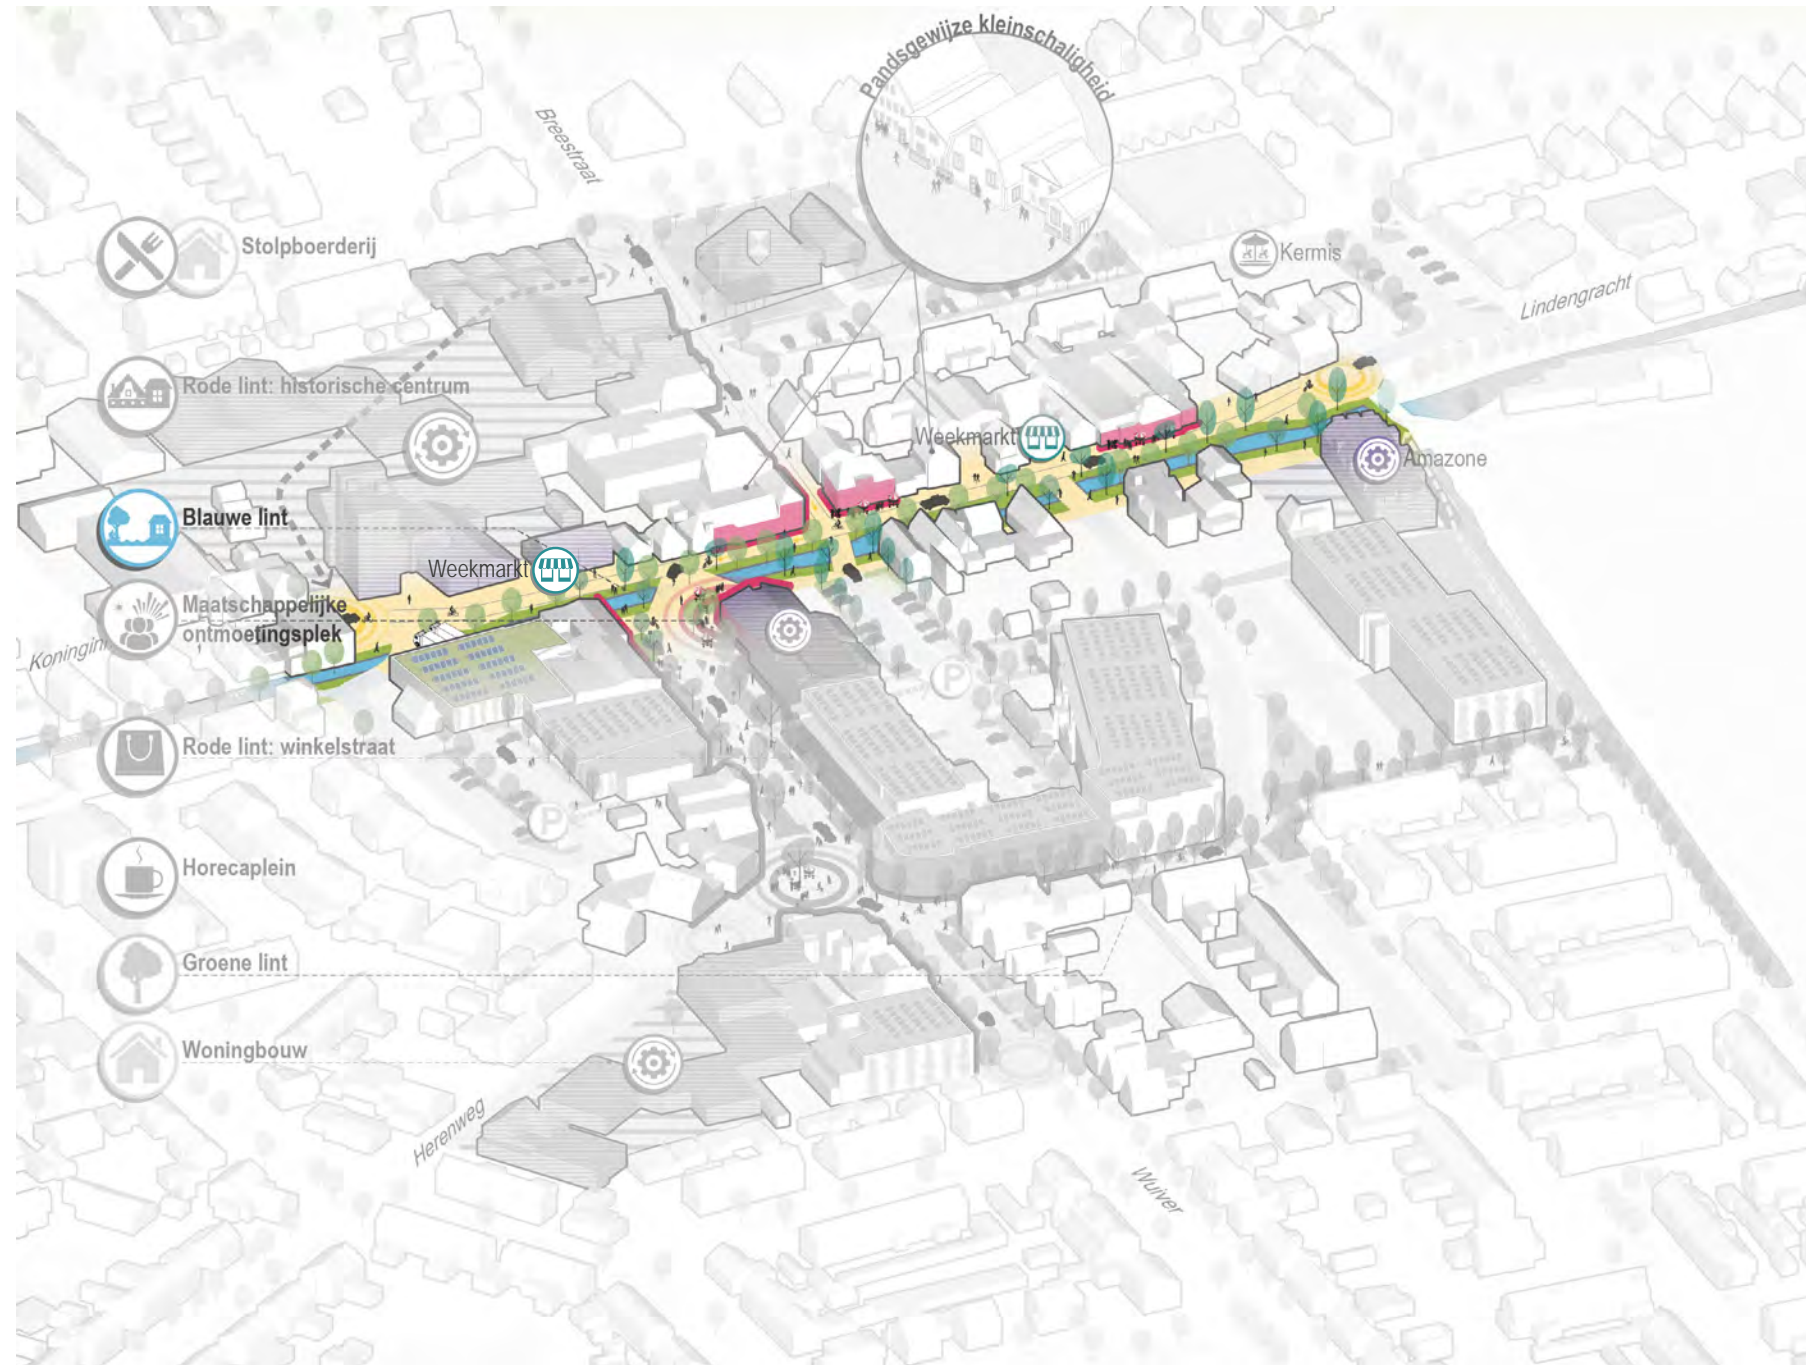 Pandsgewijze kleinschaligheid
Breestraat
Stolpboerderij
Kermis
Lindengracht
Rode lint: historische centrum
Weekmarkt
Amazone
Blauwe lint
Weekmarkt
Maatschappelijke
ontmoetingsplek
P
Rode lint: winkelstraat
P
Horecaplein
Groene lint
Woningbouw
Herenweg
Wuiver